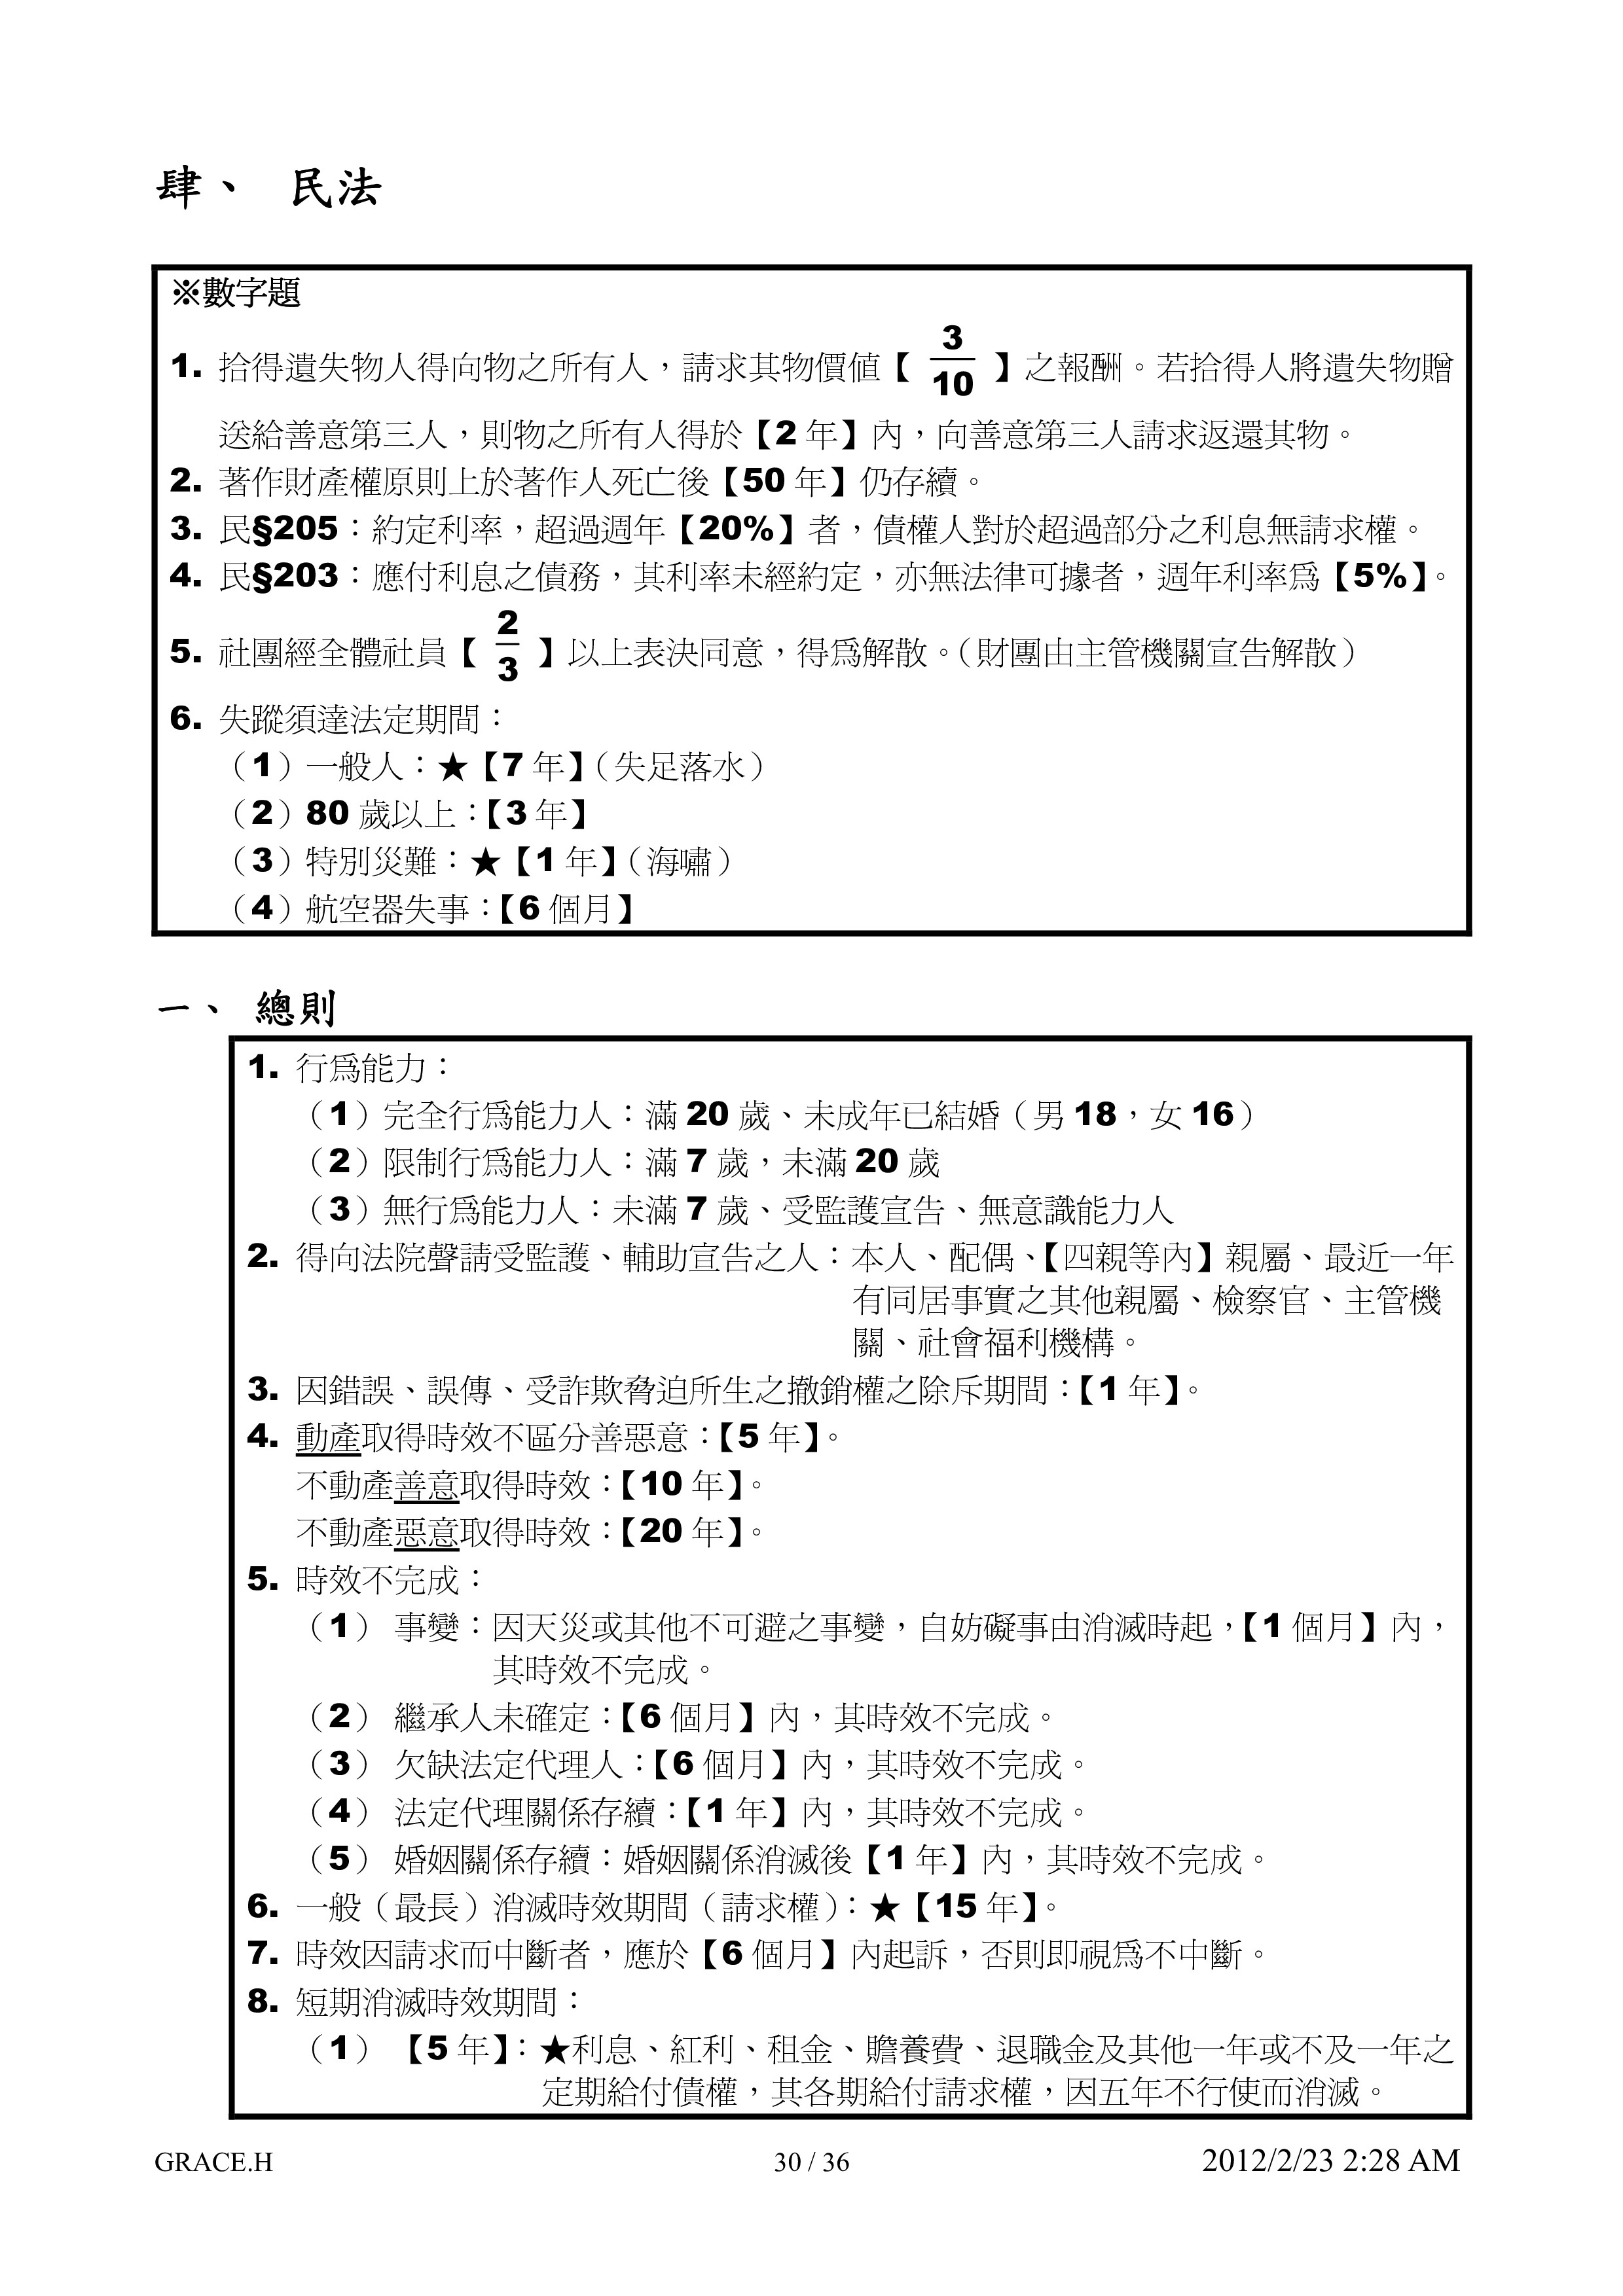 肆、 民法
※數字題
1. 拾得遺失物人得向物之所有人，請求其物價值【 3/10 】之報酬。若拾得人將遺失物贈
送給善意第三人，則物之所有人得於【2 年】內，向善意第三人請求返還其物。
2. 著作財產權原則上於著作人死亡後【50 年】仍存續。
3. 民§205：約定利率，超過週年【20%】者，債權人對於超過部分之利息無請求權。
4. 民§203：應付利息之債務，其利率未經約定，亦無法律可據者，週年利率為【5%】。
5. 社團經全體社員【 2/3 】以上表決同意，得為解散。（財團由主管機關宣告解散）
6. 失蹤須達法定期間：
（1）一般人：★【7 年】（失足落水）
（2）80 歲以上：【3 年】
（3）特別災難：★【1 年】（海嘯）
（4）航空器失事：【6 個月】
一、 總則
1. 行為能力：
（1）完全行為能力人：滿 20 歲、未成年已結婚（男 18，女 16）
（2）限制行為能力人：滿 7 歲，未滿 20 歲
（3）無行為能力人：未滿 7 歲、受監護宣告、無意識能力人
2. 得向法院聲請受監護、輔助宣告之人：本人、配偶、【四親等內】親屬、最近一年
有同居事實之其他親屬、檢察官、主管機
關、社會福利機構。
3. 因錯誤、誤傳、受詐欺脅迫所生之撤銷權之除斥期間：【1 年】。
4. 動產取得時效不區分善惡意：【5 年】。
不動產善意取得時效：【10 年】。
不動產惡意取得時效：【20 年】。
5. 時效不完成：
（1） 事變：因天災或其他不可避之事變，自妨礙事由消滅時起，【1 個月】內，
其時效不完成。
（2） 繼承人未確定：【6 個月】內，其時效不完成。
（3） 欠缺法定代理人：【6 個月】內，其時效不完成。
（4） 法定代理關係存續：【1 年】內，其時效不完成。
（5） 婚姻關係存續：婚姻關係消滅後【1 年】內，其時效不完成。
6. 一般（最長）消滅時效期間（請求權）：★【15 年】。
7. 時效因請求而中斷者，應於【6 個月】內起訴，否則即視為不中斷。
8. 短期消滅時效期間：
（1） 【5 年】：★利息、紅利、租金、贍養費、退職金及其他一年或不及一年之
定期給付債權，其各期給付請求權，因五年不行使而消滅。
GRACE.H 30 / 36 2012/2/23 2:28 AM